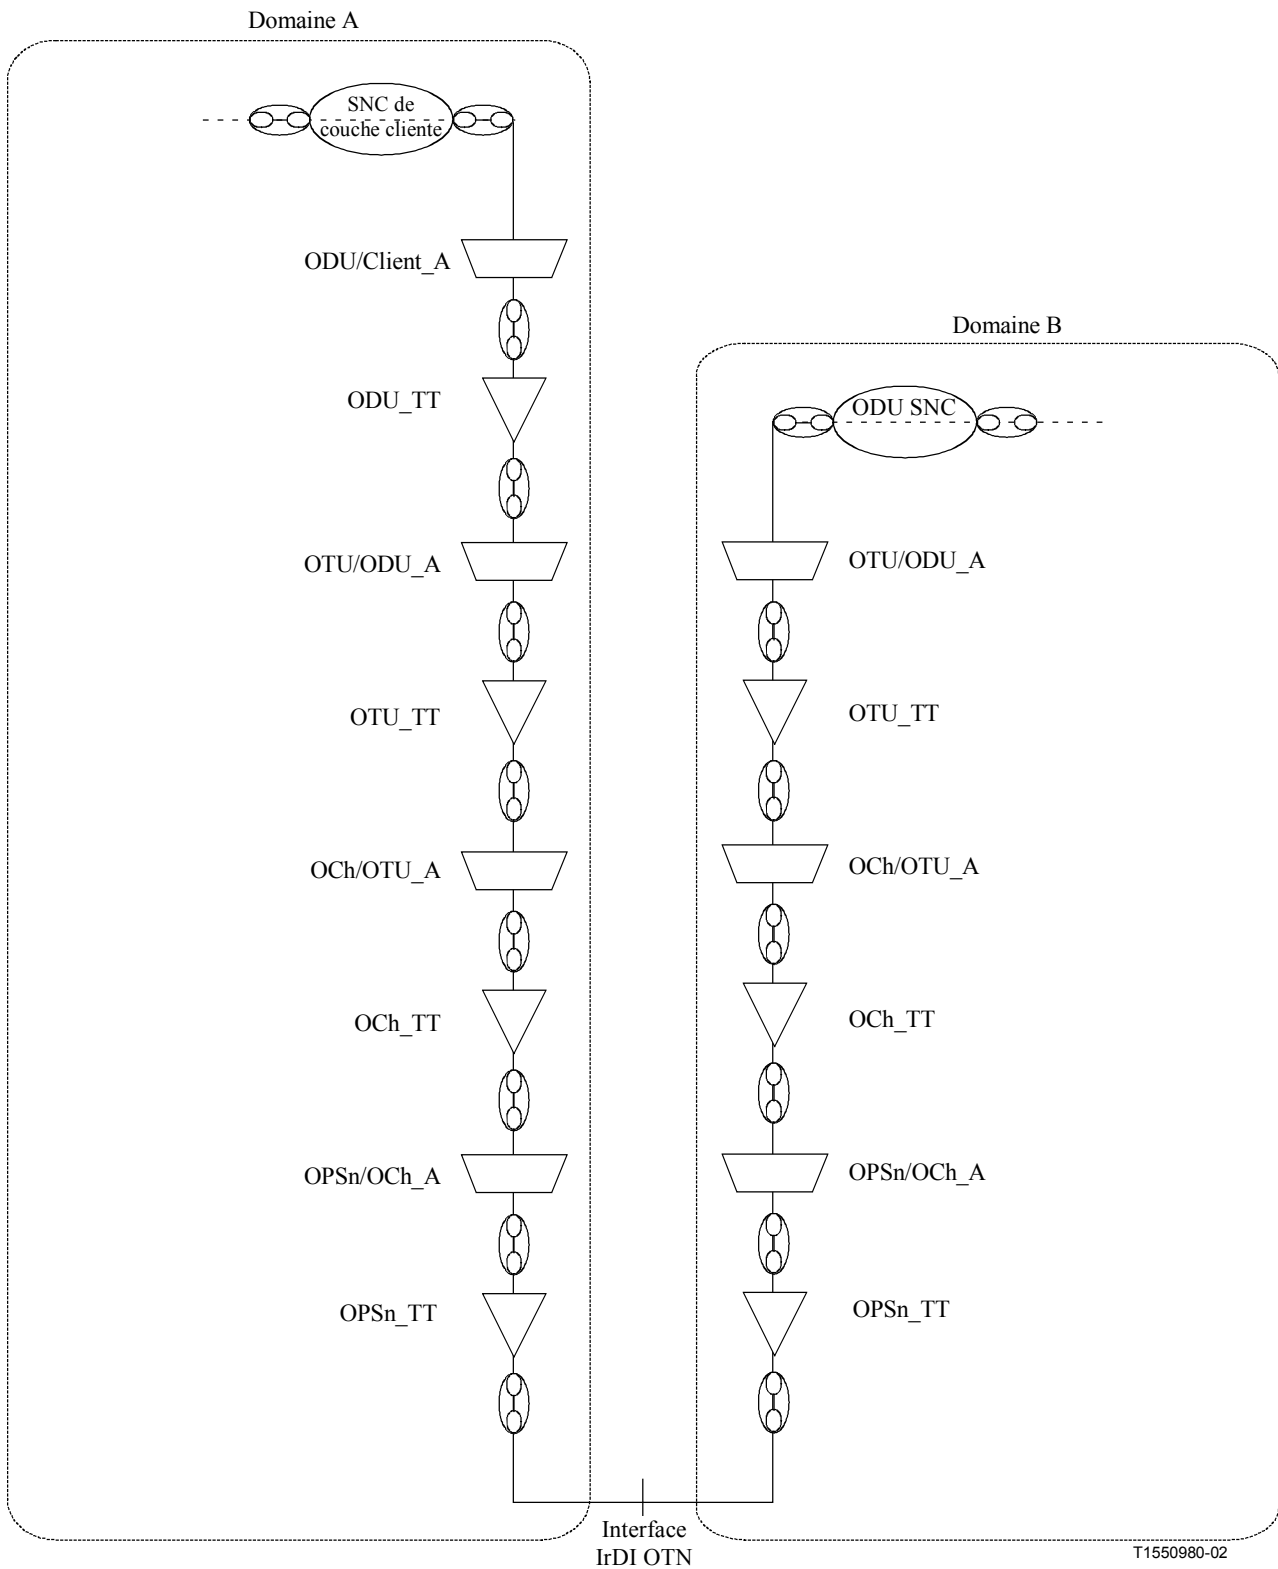 Domaine A
SNC de
couche cliente
ODU/Client_A
Domaine B
ODU_TT
ODU SNC
OTU/ODU_A
OTU/ODU_A
OTU_TT
OTU_TT
OCh/OTU_A
OCh/OTU_A
OCh_TT
OCh_TT
OPSn/OCh_A
OPSn/OCh_A
OPSn_TT
OPSn_TT
Interface
IrDI OTN
T1550980-02